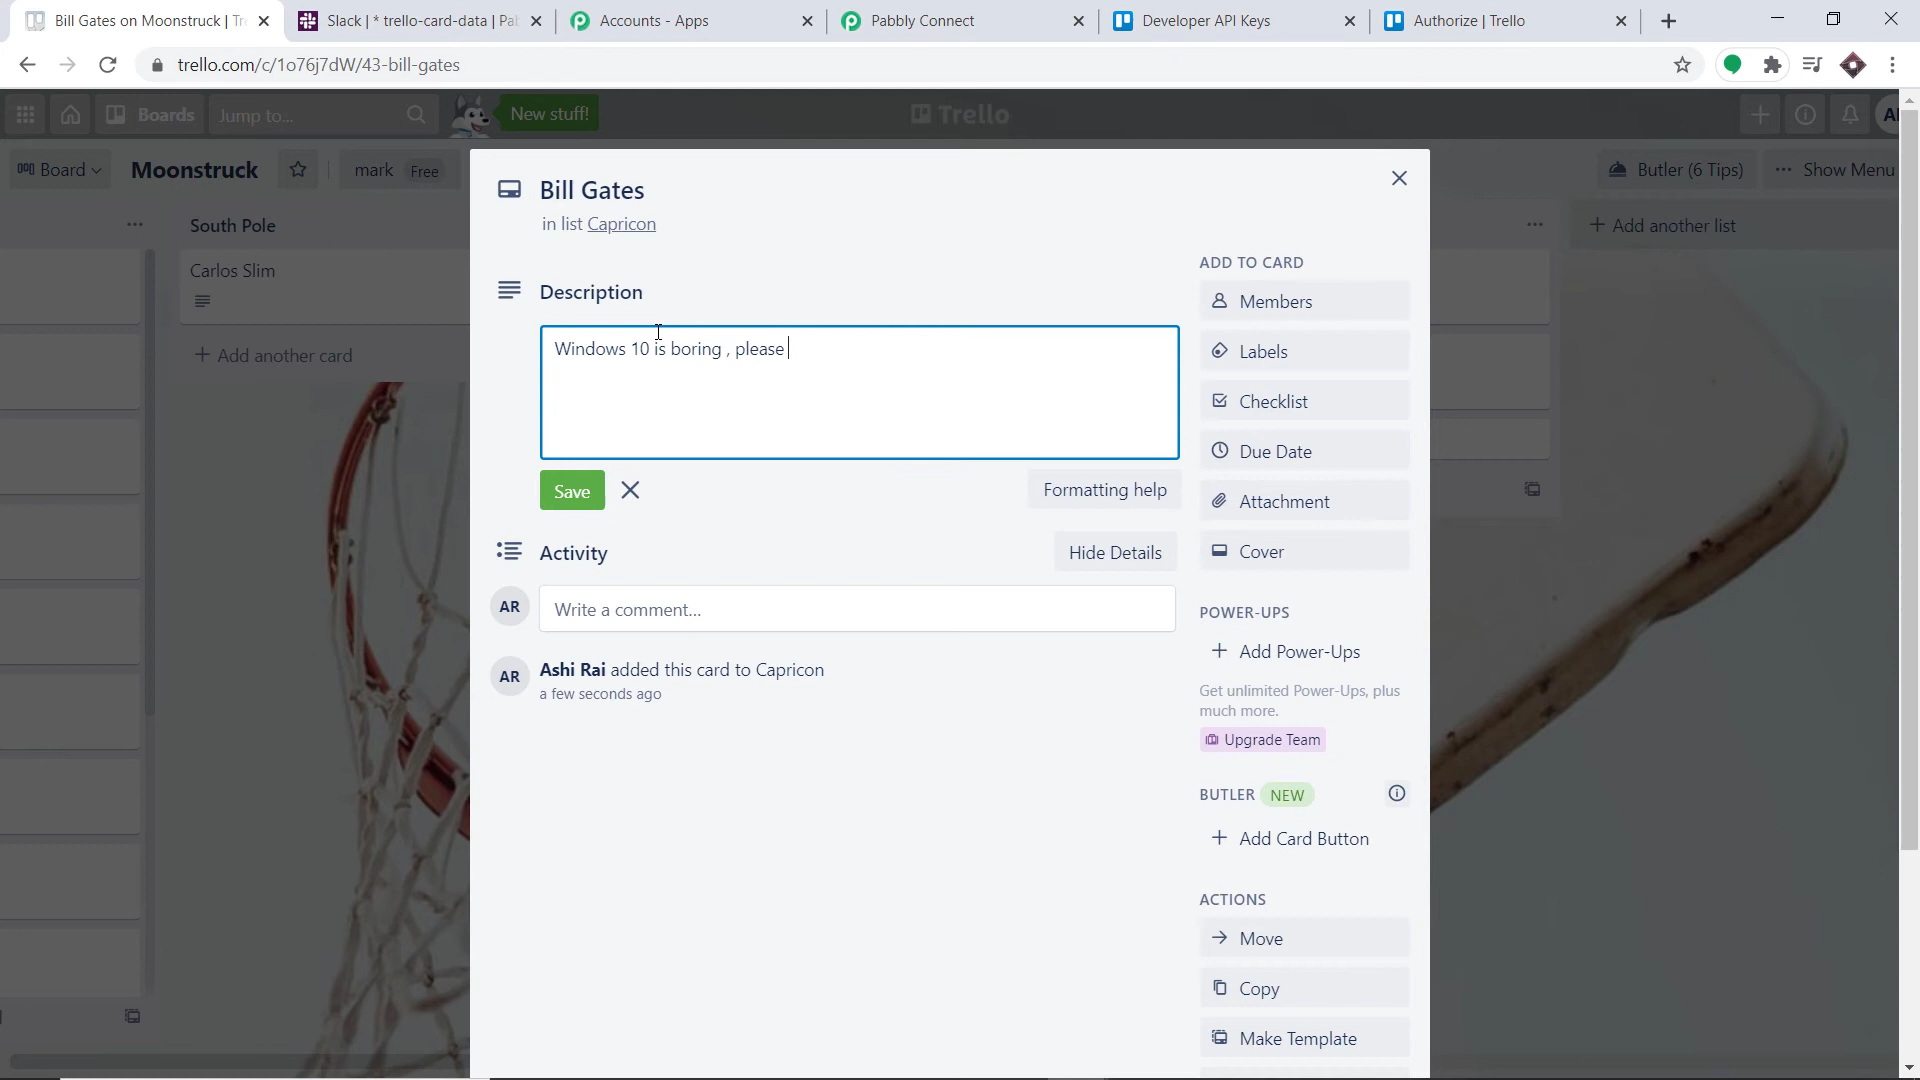 Bill Gates on Moonstruck | Tre
Slack | * trello-card-data | Pab
Accounts - Apps
Pabbly Connect
Developer API Keys
Authorize | Trello
trello.com/c/1o76j7dW/43-bill-gates
Boards
Jump to...
New stuff!
Trello
Board
Moonstruck
mark Free
Butler (6 Tips)
Show Menu
South Pole
Carlos Slim
+ Add another card
+ Add another list
Bill Gates
in list Capricon
Description
Windows 10 is boring , please
Save
Formatting help
Activity
Hide Details
AR
Write a comment...
AR
Ashi Rai added this card to Capricon
a few seconds ago
ADD TO CARD
Members
Labels
Checklist
Due Date
Attachment
Cover
POWER-UPS
+ Add Power-Ups
Get unlimited Power-Ups, plus
much more.
Upgrade Team
BUTLER NEW
+ Add Card Button
ACTIONS
Move
Copy
Make Template